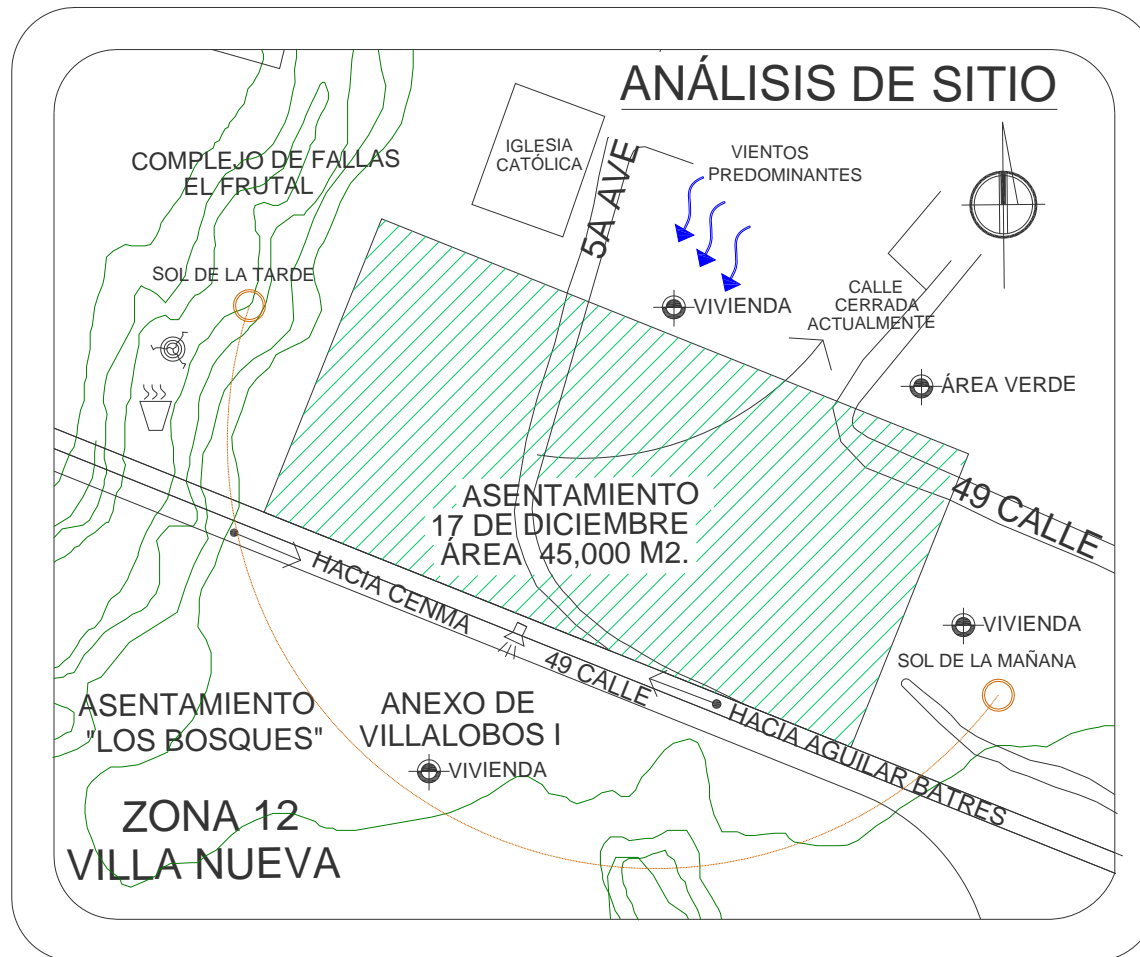 ANÁLISIS DE SITIO
COMPLEJO DE FALLAS
EL FRUTAL
IGLESIA
CATÓLICA
5A AVE
VIENTOS
PREDOMINANTES
SOL DE LA TARDE
VIVIENDA
CALLE
CERRADA
ACTUALMENTE
ÁREA VERDE
49 CALLE
ASENTAMIENTO
17 DE DICIEMBRE
ÁREA 45,000 M2.
HACIA CENMA
49 CALLE
HACIA AGUILAR BATRES
VIVIENDA
SOL DE LA MAÑANA
ASENTAMIENTO
"LOS BOSQUES"
ANEXO DE
VILLALOBOS I
VIVIENDA
ZONA 12
VILLA NUEVA